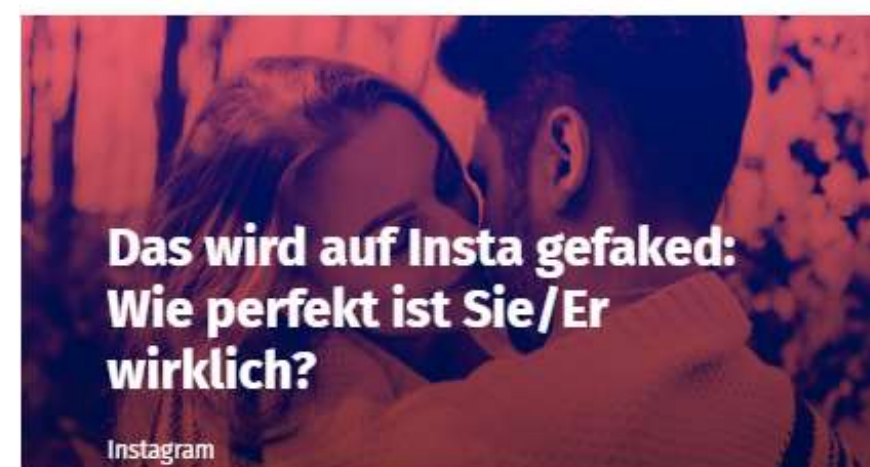 Das wird auf Insta gefaked:
Wie perfekt ist Sie/Er
wirklich?
Instagram